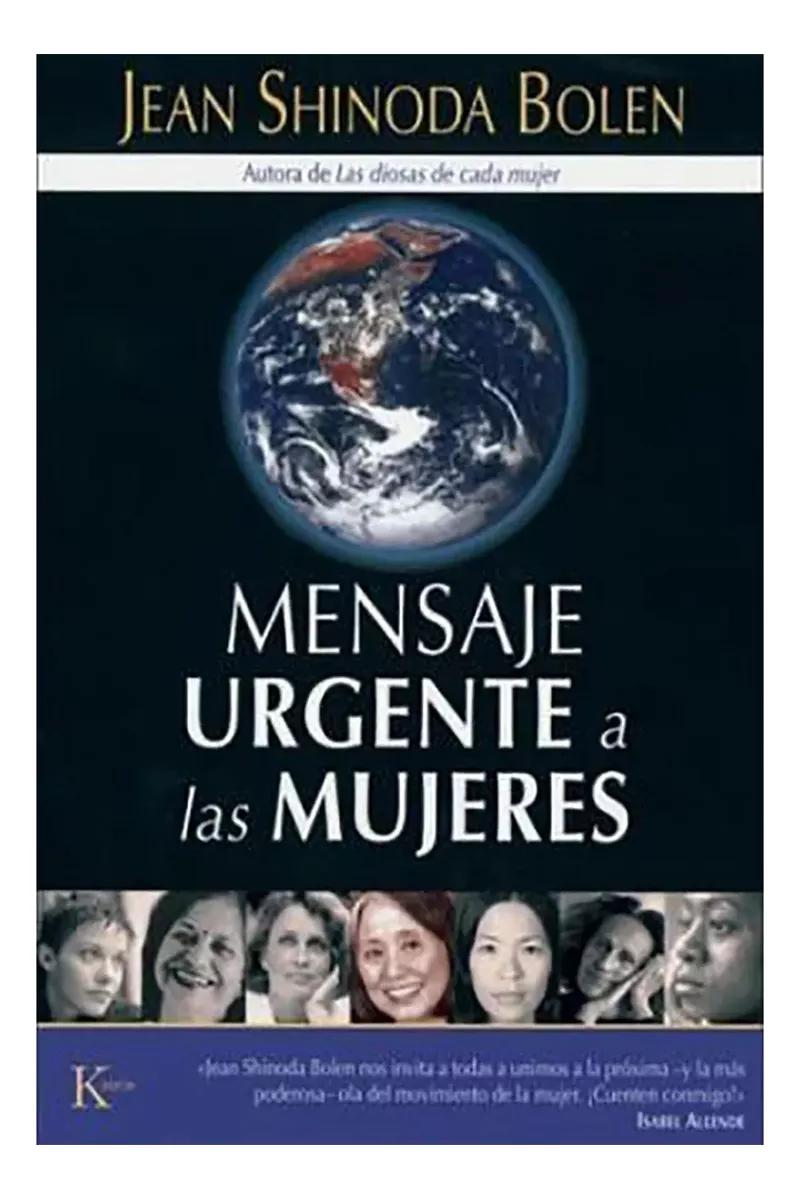 JEAN SHINODA BOLEN
Autora de Las diosas de cada mujer
MENSAJE
URGENTE a
las MUJERES
«Jean Shinoda Bolen nos invita a todas a unirnos a la próxima –y la más
poderosa– ola del movimiento de la mujer. ¡Cuenten conmigo!»
ISABEL ALLENDE
K